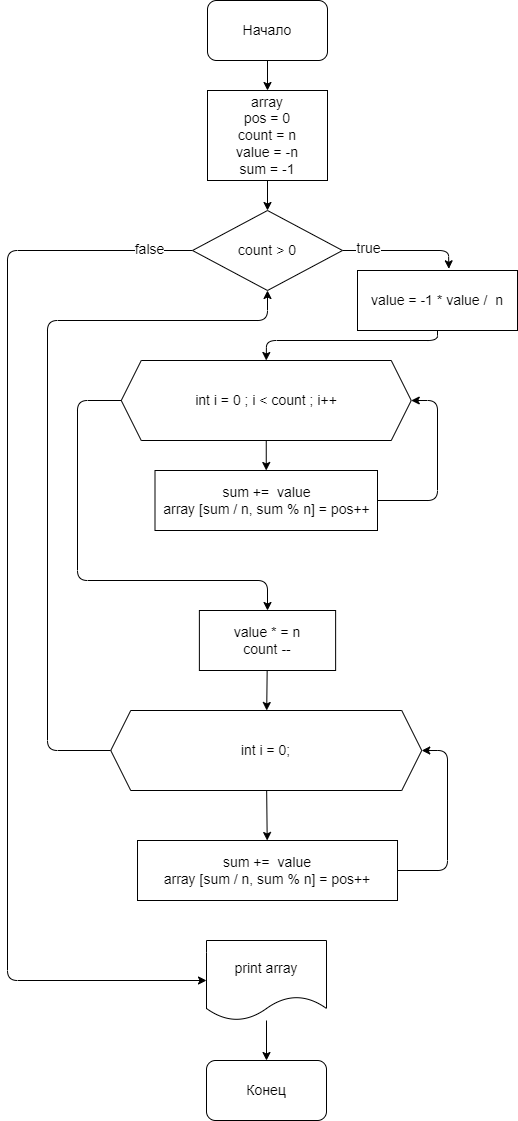 Начало
array
pos = 0
count = n
value = -n
sum = -1
count > 0
false
true
value = -1 * value / n
int i = 0 ; i < count ; i++
sum += value
array [sum / n, sum % n] = pos++
value * = n
count --
int i = 0;
sum += value
array [sum / n, sum % n] = pos++
print array
Конец